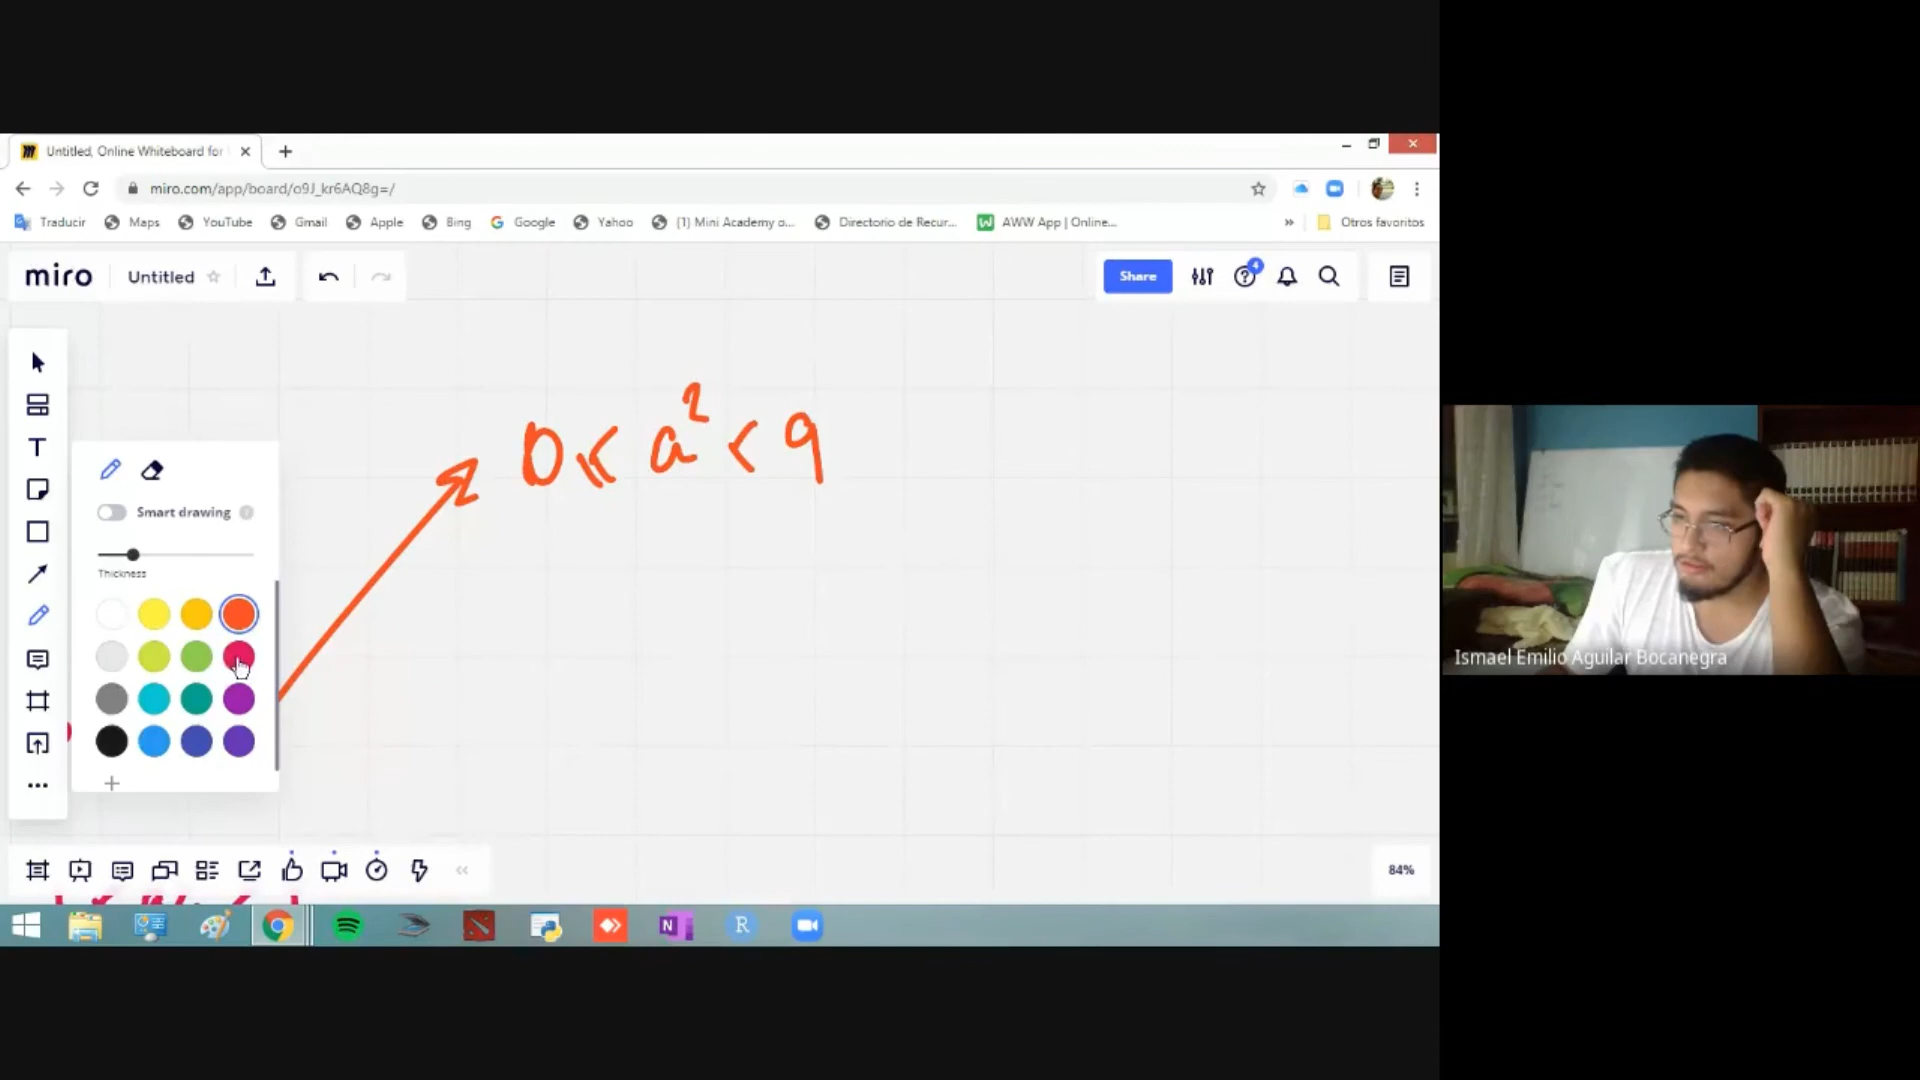 Untitled, Online Whiteboard for
miro.com/app/board/o9J_kr6AQ8g=/
Traducir Maps YouTube Gmail Apple Bing Google Yahoo (1) Mini Academy o... Directorio de Recur... AWW App | Online... » Otros favoritos
miro Untitled Share 4
0 ≤ a² < 9
T
Smart drawing
Thickness
Ismael Emilio Aguilar Bocanegra
84%
N R